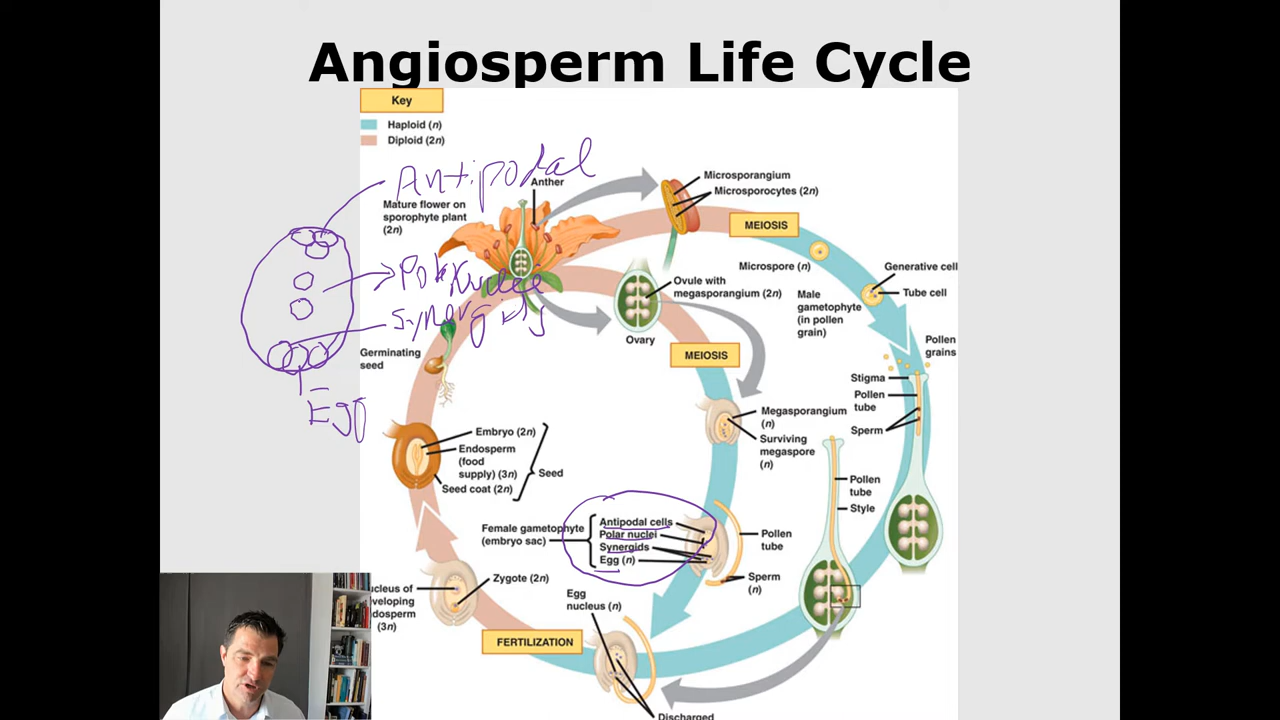 Angiosperm Life Cycle
Key
Haploid (n)
Diploid (2n)
Antipodal
Anther
Mature flower on
sporophyte plant
(2n)
Microsporangium
Microsporocytes (2n)
MEIOSIS
Microspore (n)
Generative cell
Tube cell
Male
gametophyte
(in pollen
grain)
Ovule with
megasporangium (2n)
Ovary
Synergids
Germinating
seed
Egg
MEIOSIS
Pollen
grains
Stigma
Pollen
tube
Sperm
Megasporangium
(n)
Surviving
megaspore
(n)
Embryo (2n)
Endosperm
(food
supply) (3n)
Seed coat (2n)
Seed
Pollen
tube
Style
Female gametophyte
(embryo sac)
Antipodal cells
Polar nuclei
Synergids
Egg (n)
Pollen
tube
Sperm
(n)
Zygote (2n)
Egg
nucleus (n)
of
(3n)
FERTILIZATION
Discharged